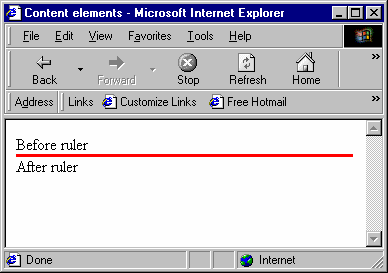 Content elements - Microsoft Internet Explorer
File Edit View Favorites Tools Help
Back Forward Stop Refresh Home
Address Links Customize Links Free Hotmail
Before ruler
After ruler
Done Internet